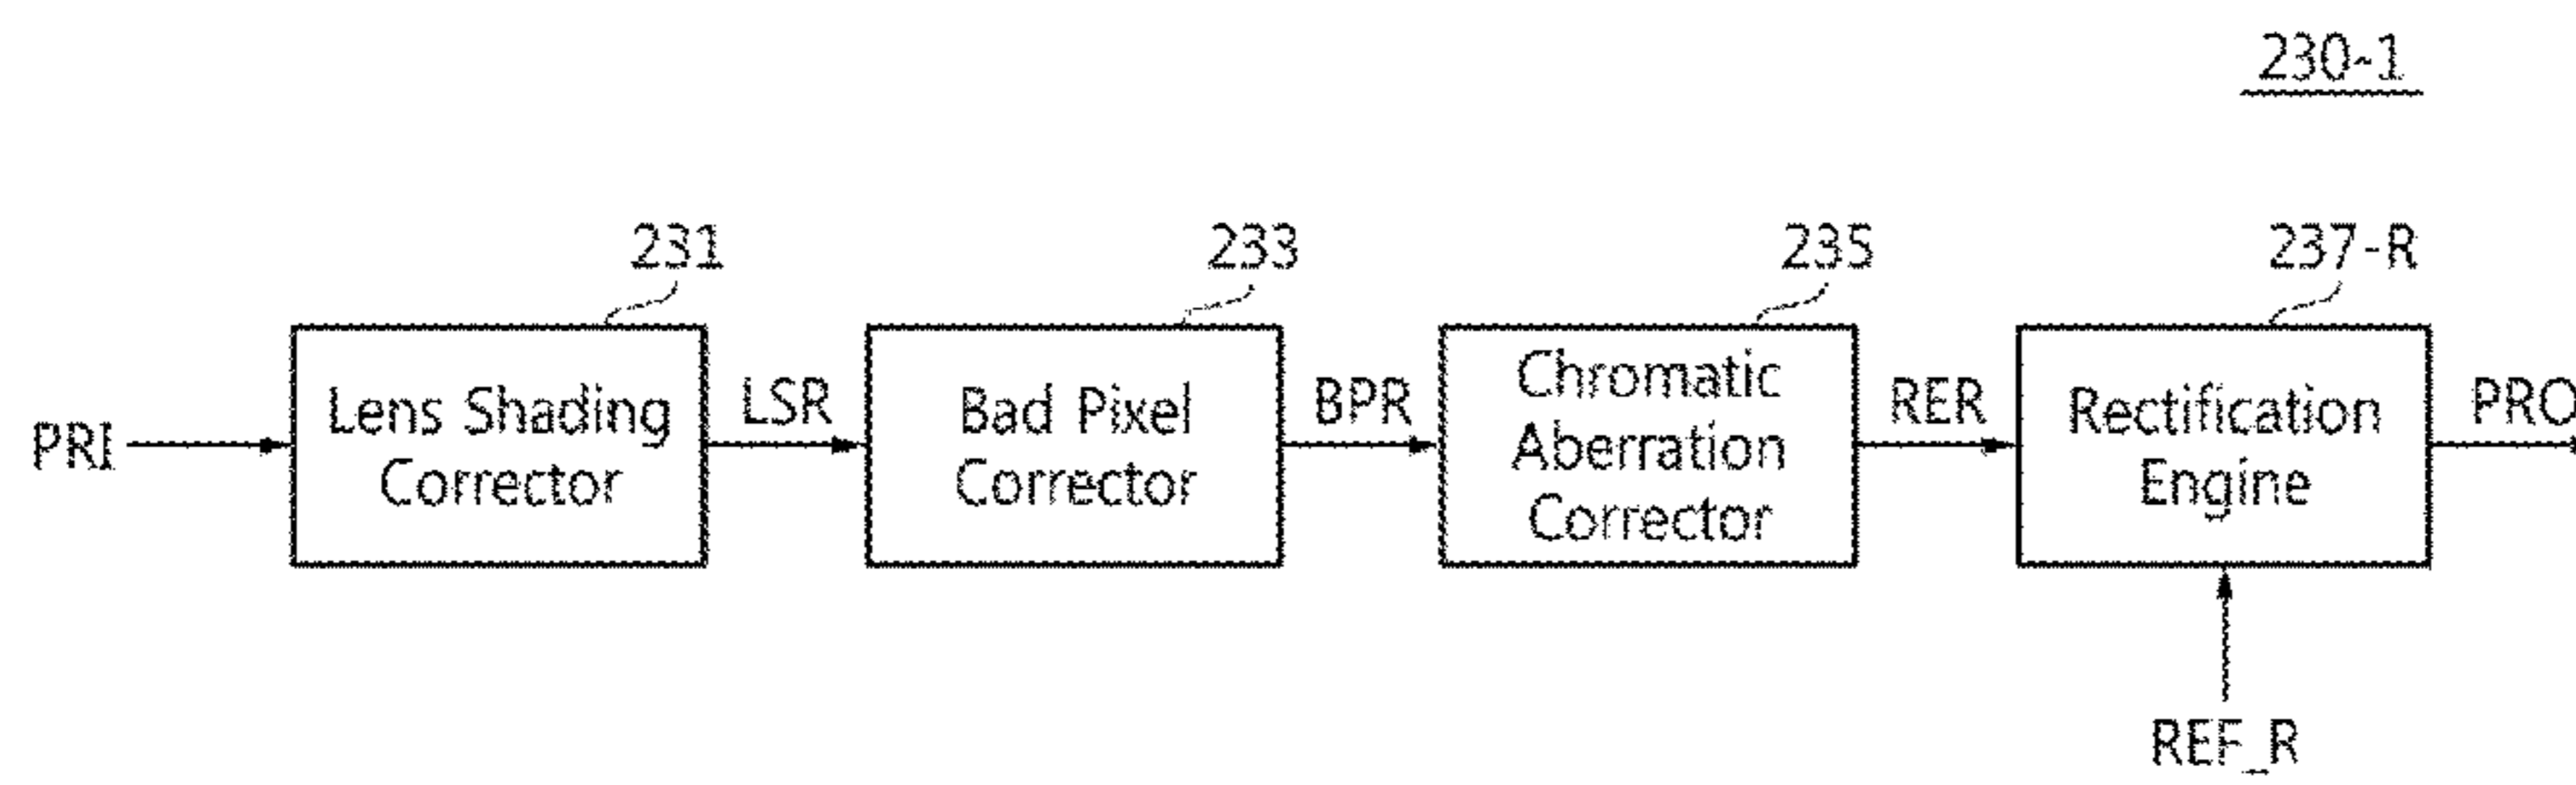 230-1
231
233
235
237-R
PRI
Lens Shading
Corrector
LSR
Bad Pixel
Corrector
BPR
Chromatic
Aberration
Corrector
RER
Rectification
Engine
PRO
REF_R